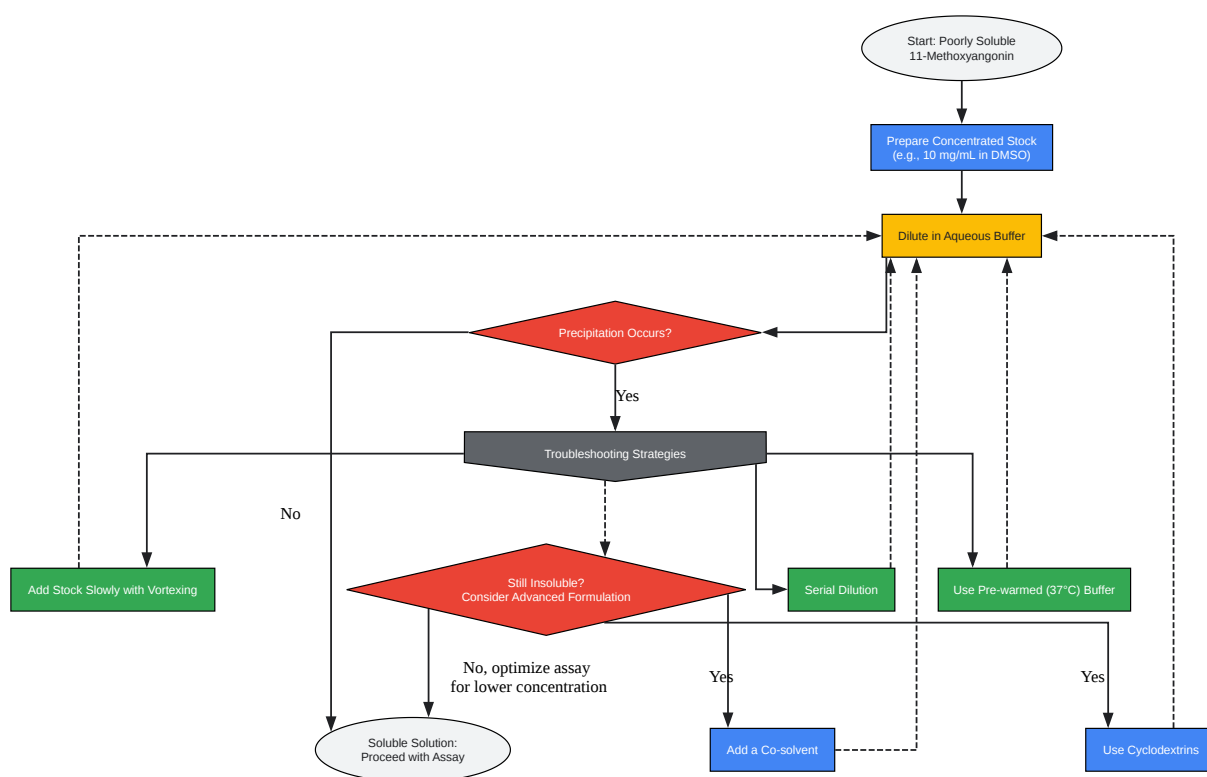 Start: Poorly Soluble
11-Methoxyangonin
Prepare Concentrated Stock
(e.g., 10 mg/mL in DMSO)
Dilute in Aqueous Buffer
Precipitation Occurs?
Yes
Troubleshooting Strategies
No
Add Stock Slowly with Vortexing
Still Insoluble?
Consider Advanced Formulation
Serial Dilution
Use Pre-warmed (37°C) Buffer
No, optimize assay
for lower concentration
Yes
Yes
Soluble Solution:
Proceed with Assay
Add a Co-solvent
Use Cyclodextrins